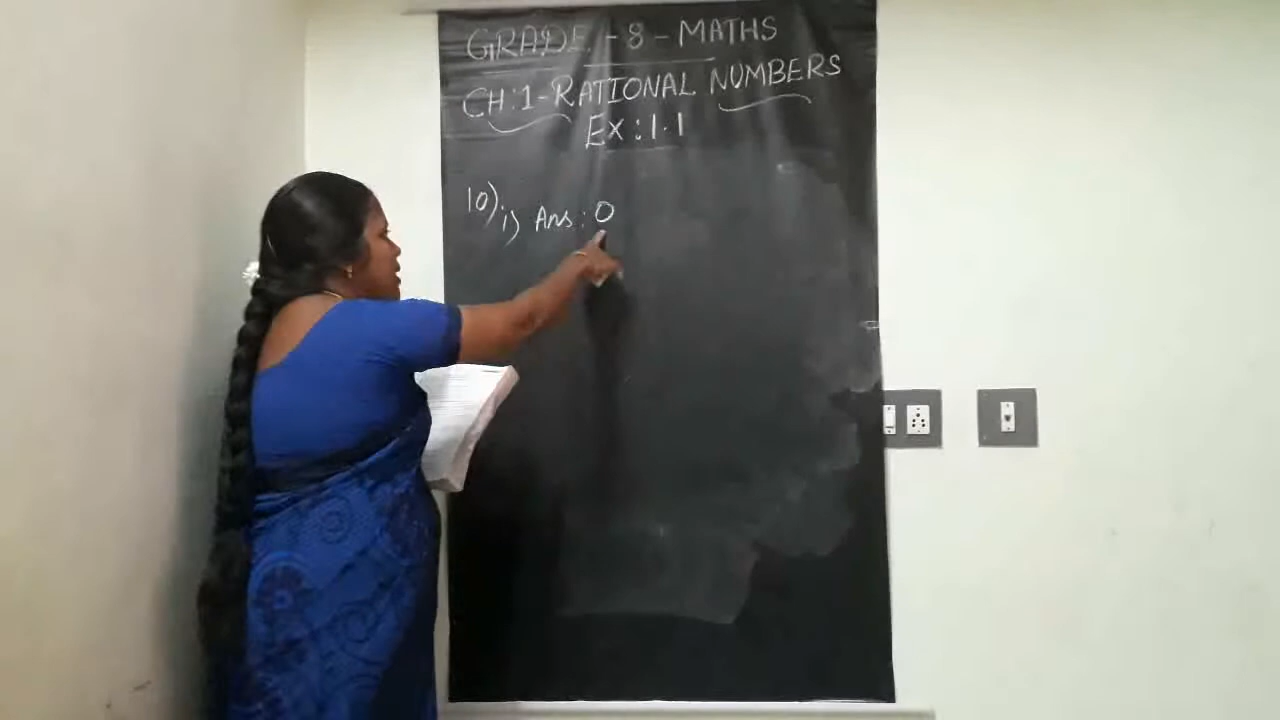 GRADE - 8 - MATHS
CH:1-RATIONAL NUMBERS
EX:1.1
10) i) Ans: 0